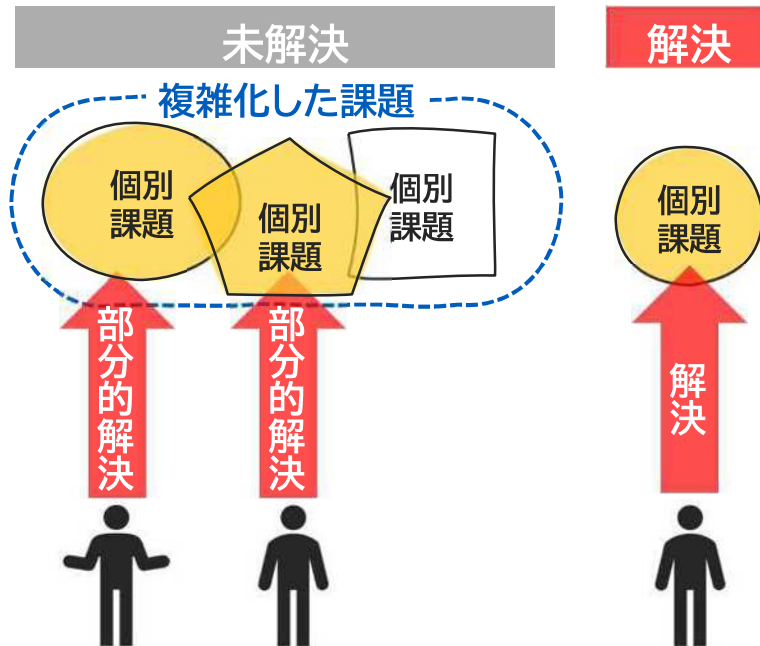 未解決
解決
複雑化した課題
個別
課題
個別
課題
個別
課題
個別
課題
部分的解決
部分的解決
解決